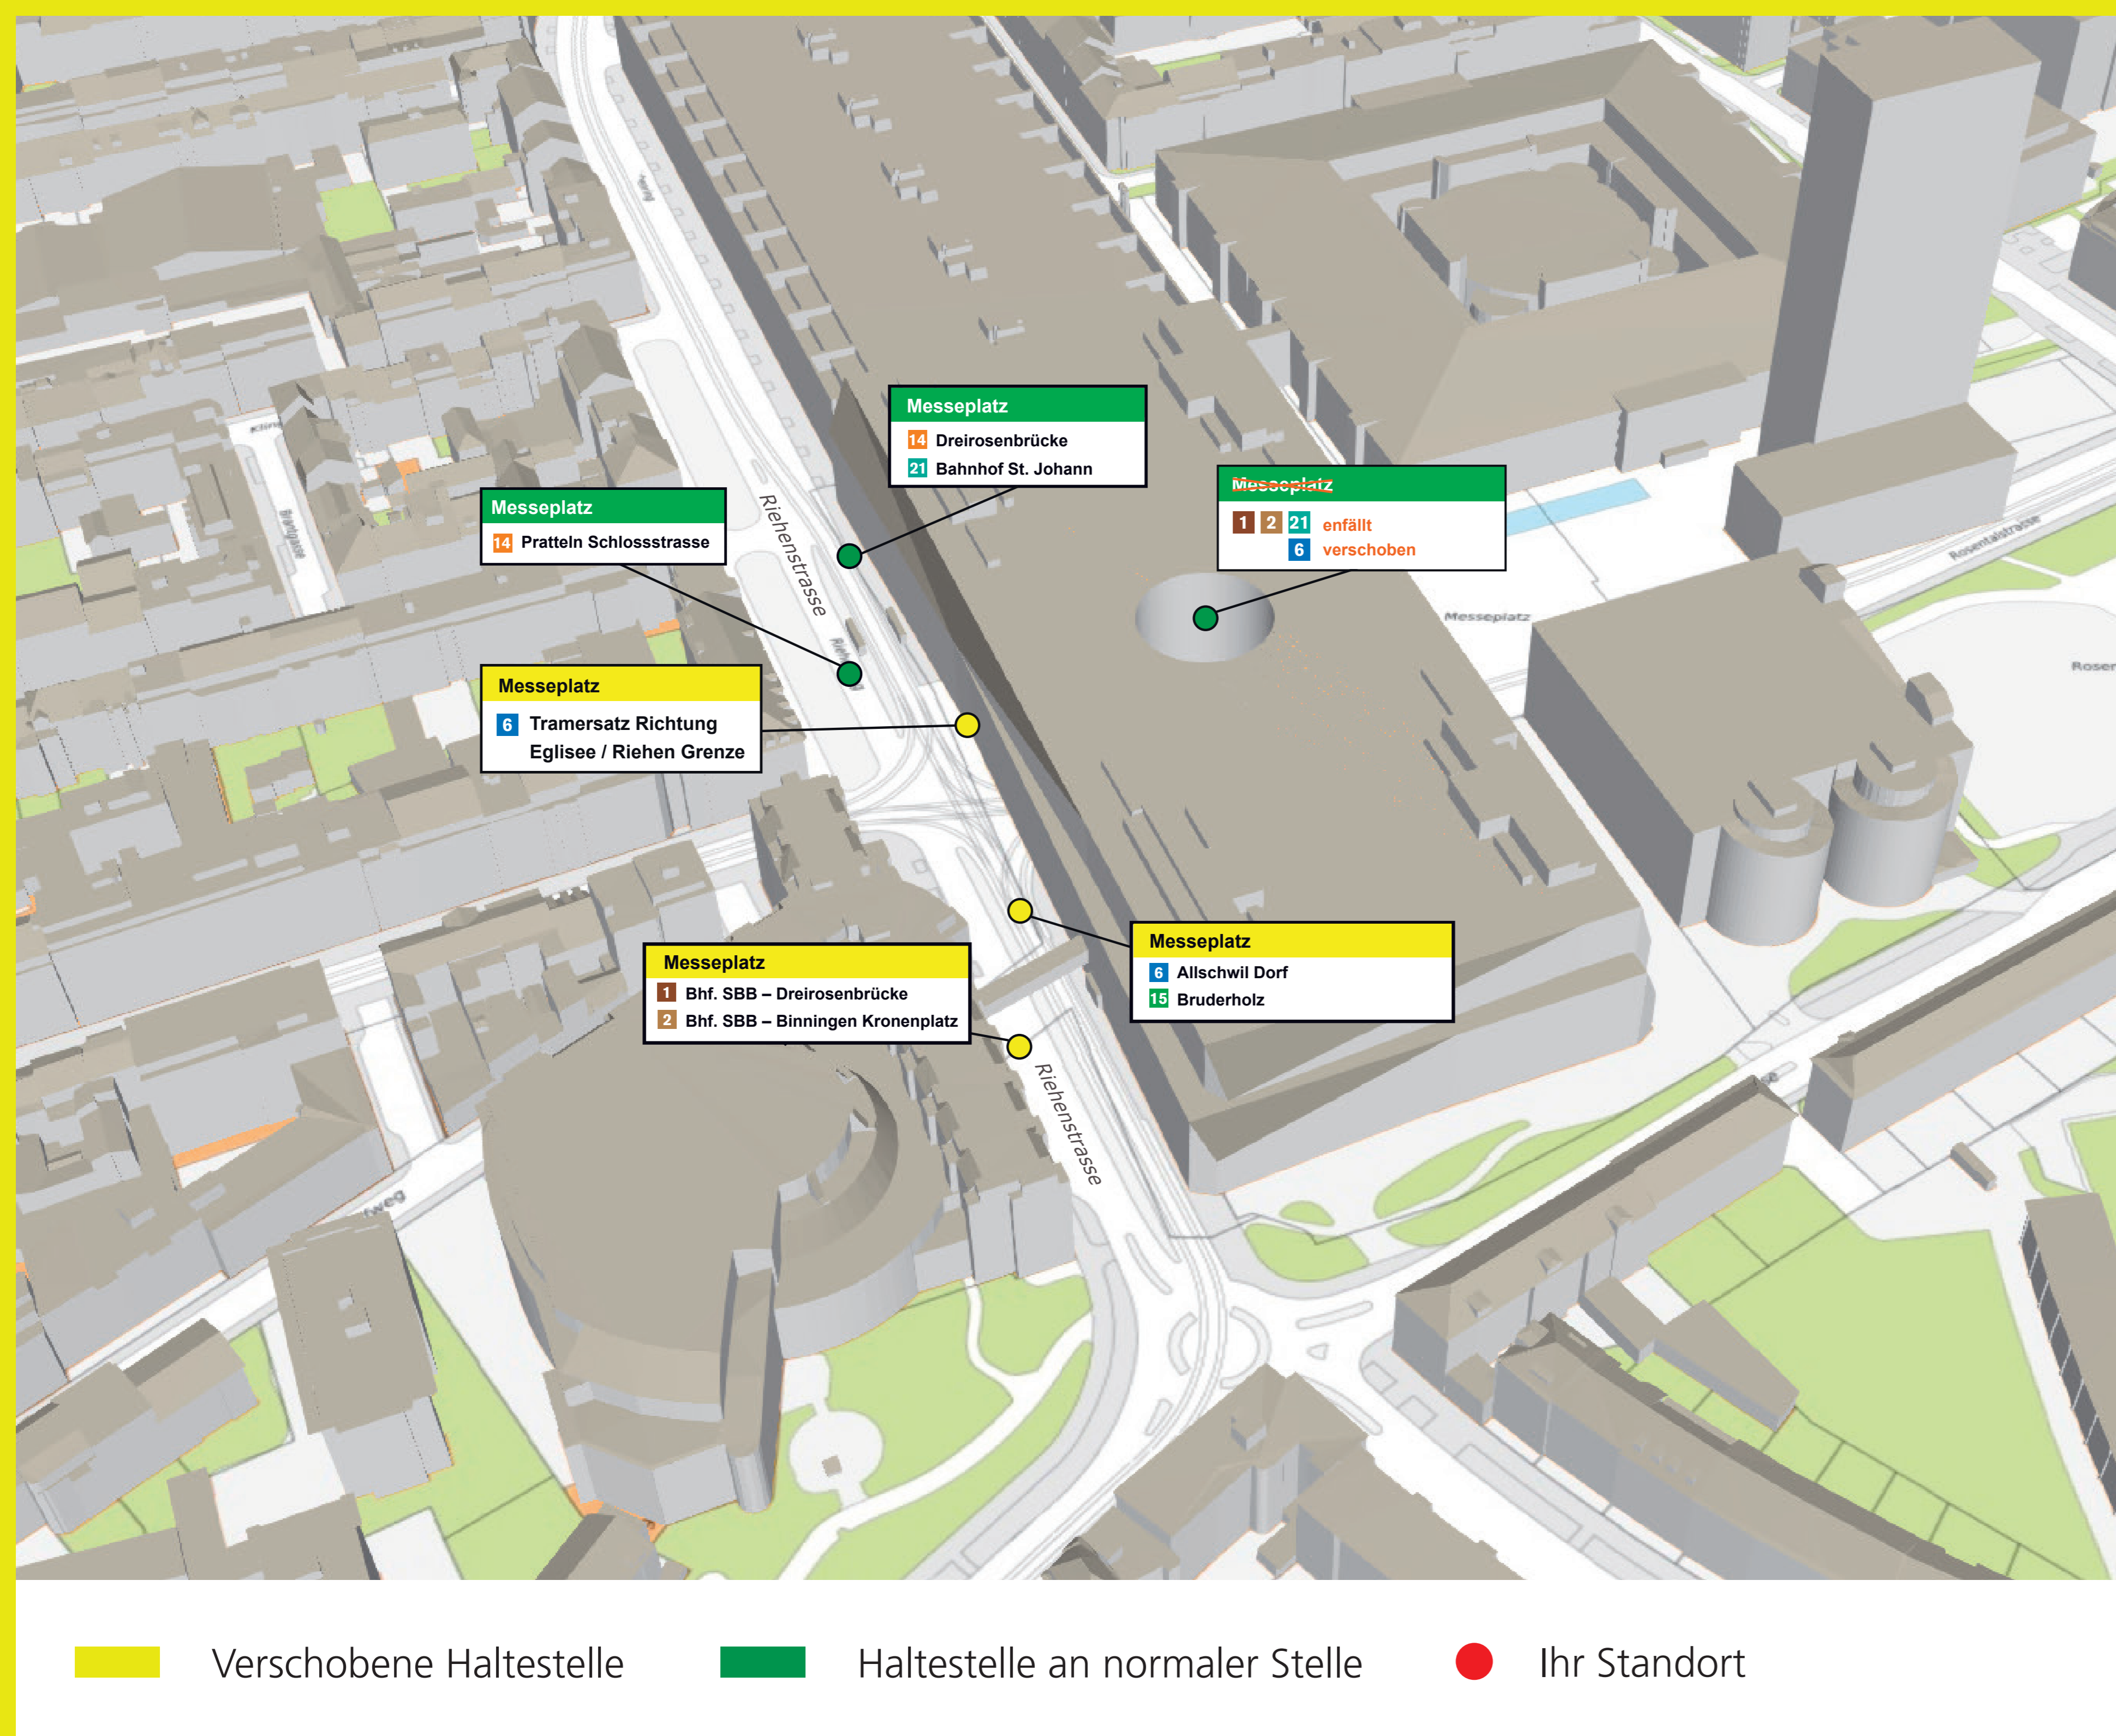 Messeplatz
14 Dreirosenbrücke
21 Bahnhof St. Johann
Messeplatz
1 2 21 enfällt
6 verschoben
Messeplatz
14 Pratteln Schlossstrasse
Riehenstrasse
Messeplatz
6 Tramersatz Richtung
Eglisee / Riehen Grenze
Brantgasse
Messeplatz
Rosentalstrasse
Messeplatz
1 Bhf. SBB – Dreirosenbrücke
2 Bhf. SBB – Binningen Kronenplatz
Messeplatz
6 Allschwil Dorf
15 Bruderholz
Riehenstrasse
Verschobene Haltestelle
Haltestelle an normaler Stelle
Ihr Standort